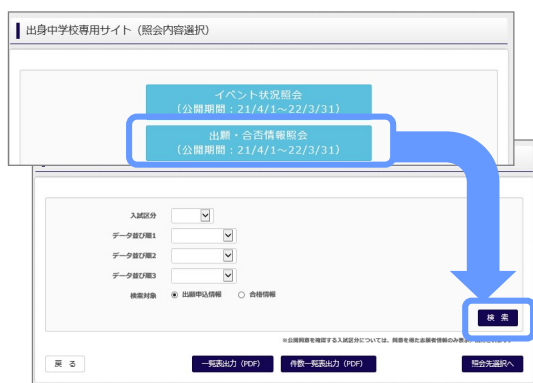 出身中学校専用サイト（照会内容選択）
イベント状況照会
（公開期間：21/4/1～22/3/31）
出願・合否情報照会
（公開期間：21/4/1～22/3/31）
入試区分
データ並び順1
データ並び順2
データ並び順3
検索対象 出願申込情報 合格情報
検 索
※公開同意を確認する入試区分については、同意を得た志願者情報のみ表示
戻 る 一覧表出力（PDF） 件数一覧表出力（PDF） 照会先選択へ